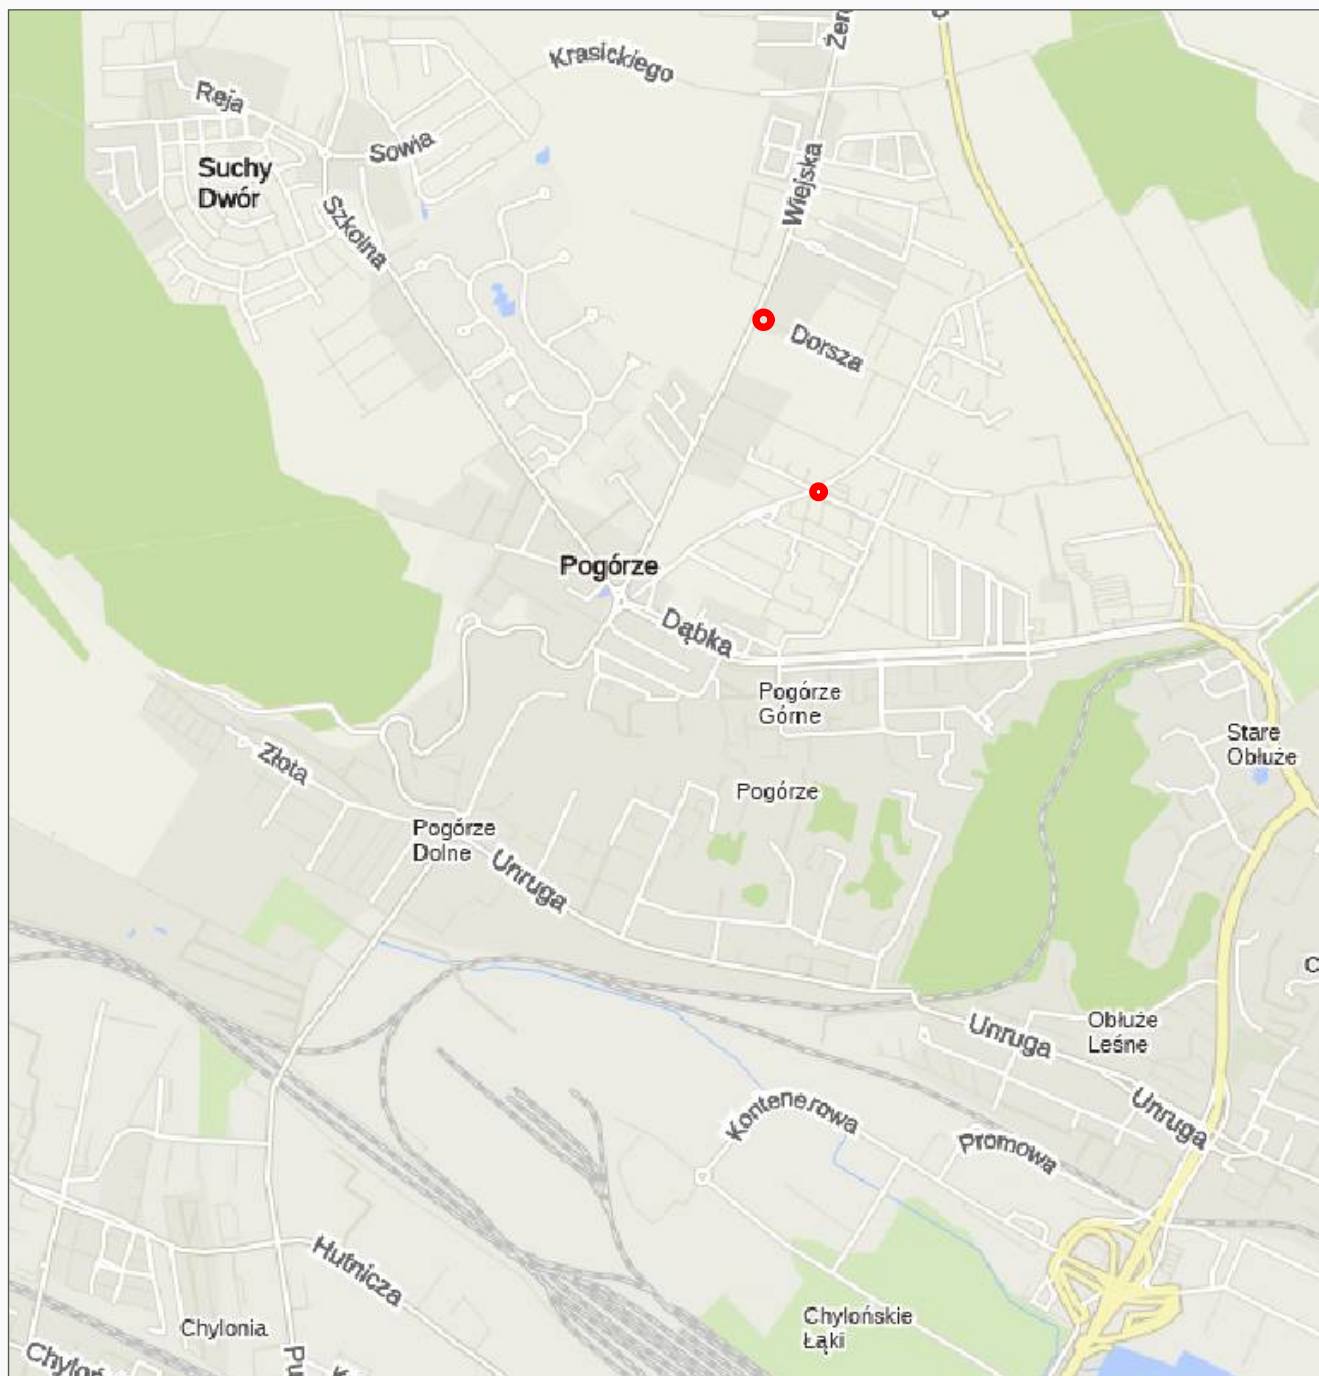 Krasickiego
Reja
Sowia
Suchy
Dwór
Wiejska
Szkolna
Dorsza
Pogórze
Dąbka
Pogórze
Górne
Stare
Obłuże
Złota
Pogórze
Pogórze
Dolne
Unruga
Unruga
Obłuże
Leśne
Kontenerowa
Unruga
Promowa
Hutnicza
Chylonia
Chylońskie
Łąki